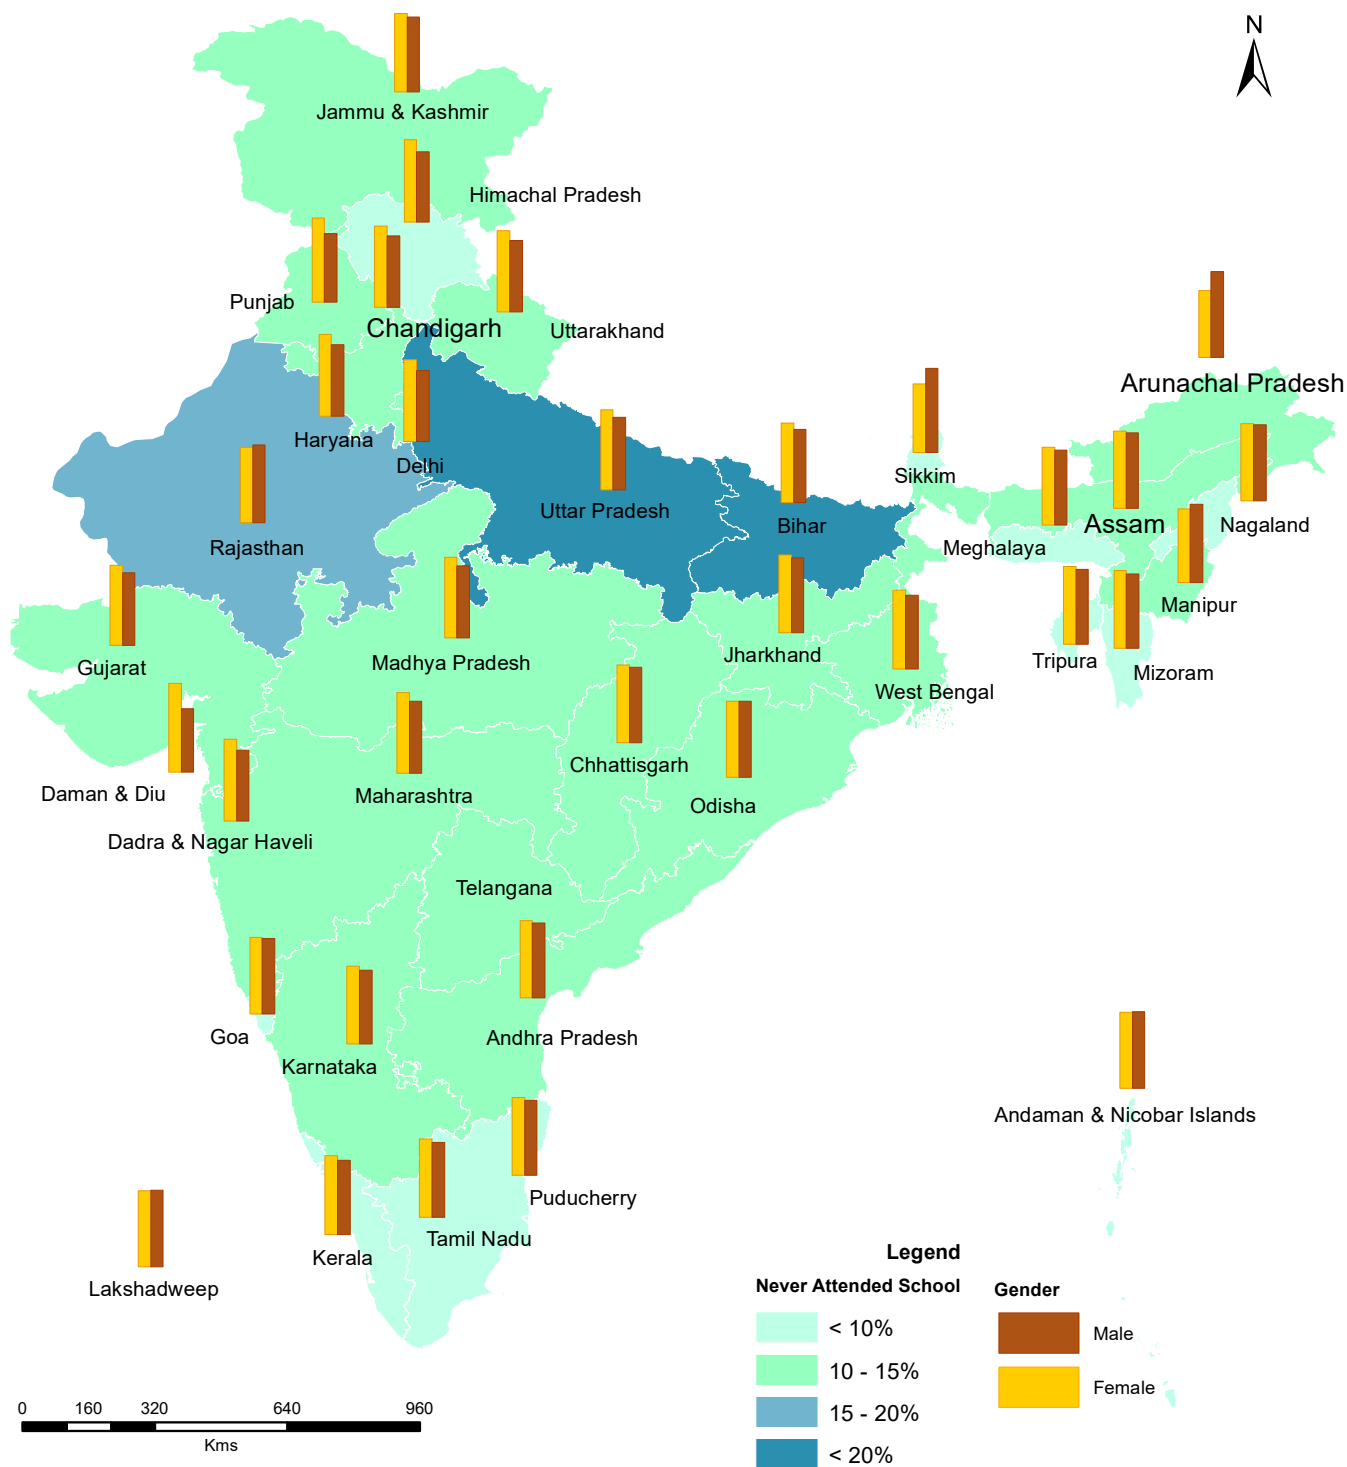 N
Jammu & Kashmir
Himachal Pradesh
Punjab
Chandigarh
Uttarakhand
Arunachal Pradesh
Haryana
Delhi
Sikkim
Uttar Pradesh
Bihar
Assam
Nagaland
Rajasthan
Meghalaya
Manipur
Gujarat
Madhya Pradesh
Jharkhand
Tripura
Mizoram
West Bengal
Chhattisgarh
Daman & Diu
Maharashtra
Odisha
Dadra & Nagar Haveli
Telangana
Goa
Andhra Pradesh
Karnataka
Andaman & Nicobar Islands
Puducherry
Tamil Nadu
Kerala
Lakshadweep
Legend
Never Attended School
< 10%
10 - 15%
15 - 20%
< 20%
Gender
Male
Female
0 160 320 640 960
Kms